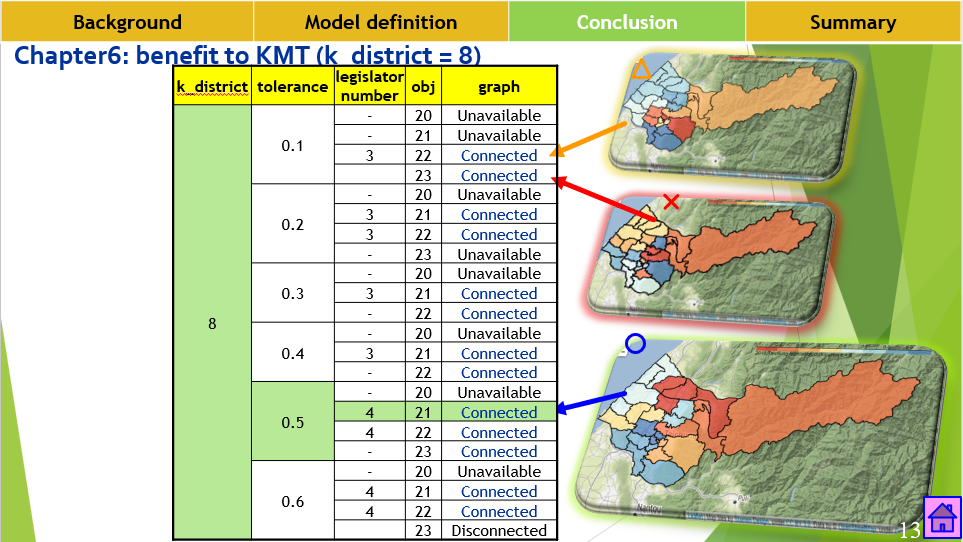 Background Model definition Conclusion Summary
Chapter6: benefit to KMT (k_district = 8)
k_district tolerance legislator number obj graph
8
0.1
- 20 Unavailable
- 21 Unavailable
3 22 Connected
23 Connected
0.2
- 20 Unavailable
3 21 Connected
3 22 Connected
- 23 Unavailable
0.3
- 20 Unavailable
3 21 Connected
- 22 Connected
0.4
- 20 Unavailable
3 21 Connected
- 22 Connected
0.5
- 20 Unavailable
4 21 Connected
4 22 Connected
- 23 Connected
0.6
- 20 Unavailable
4 21 Connected
4 22 Connected
23 Disconnected
13